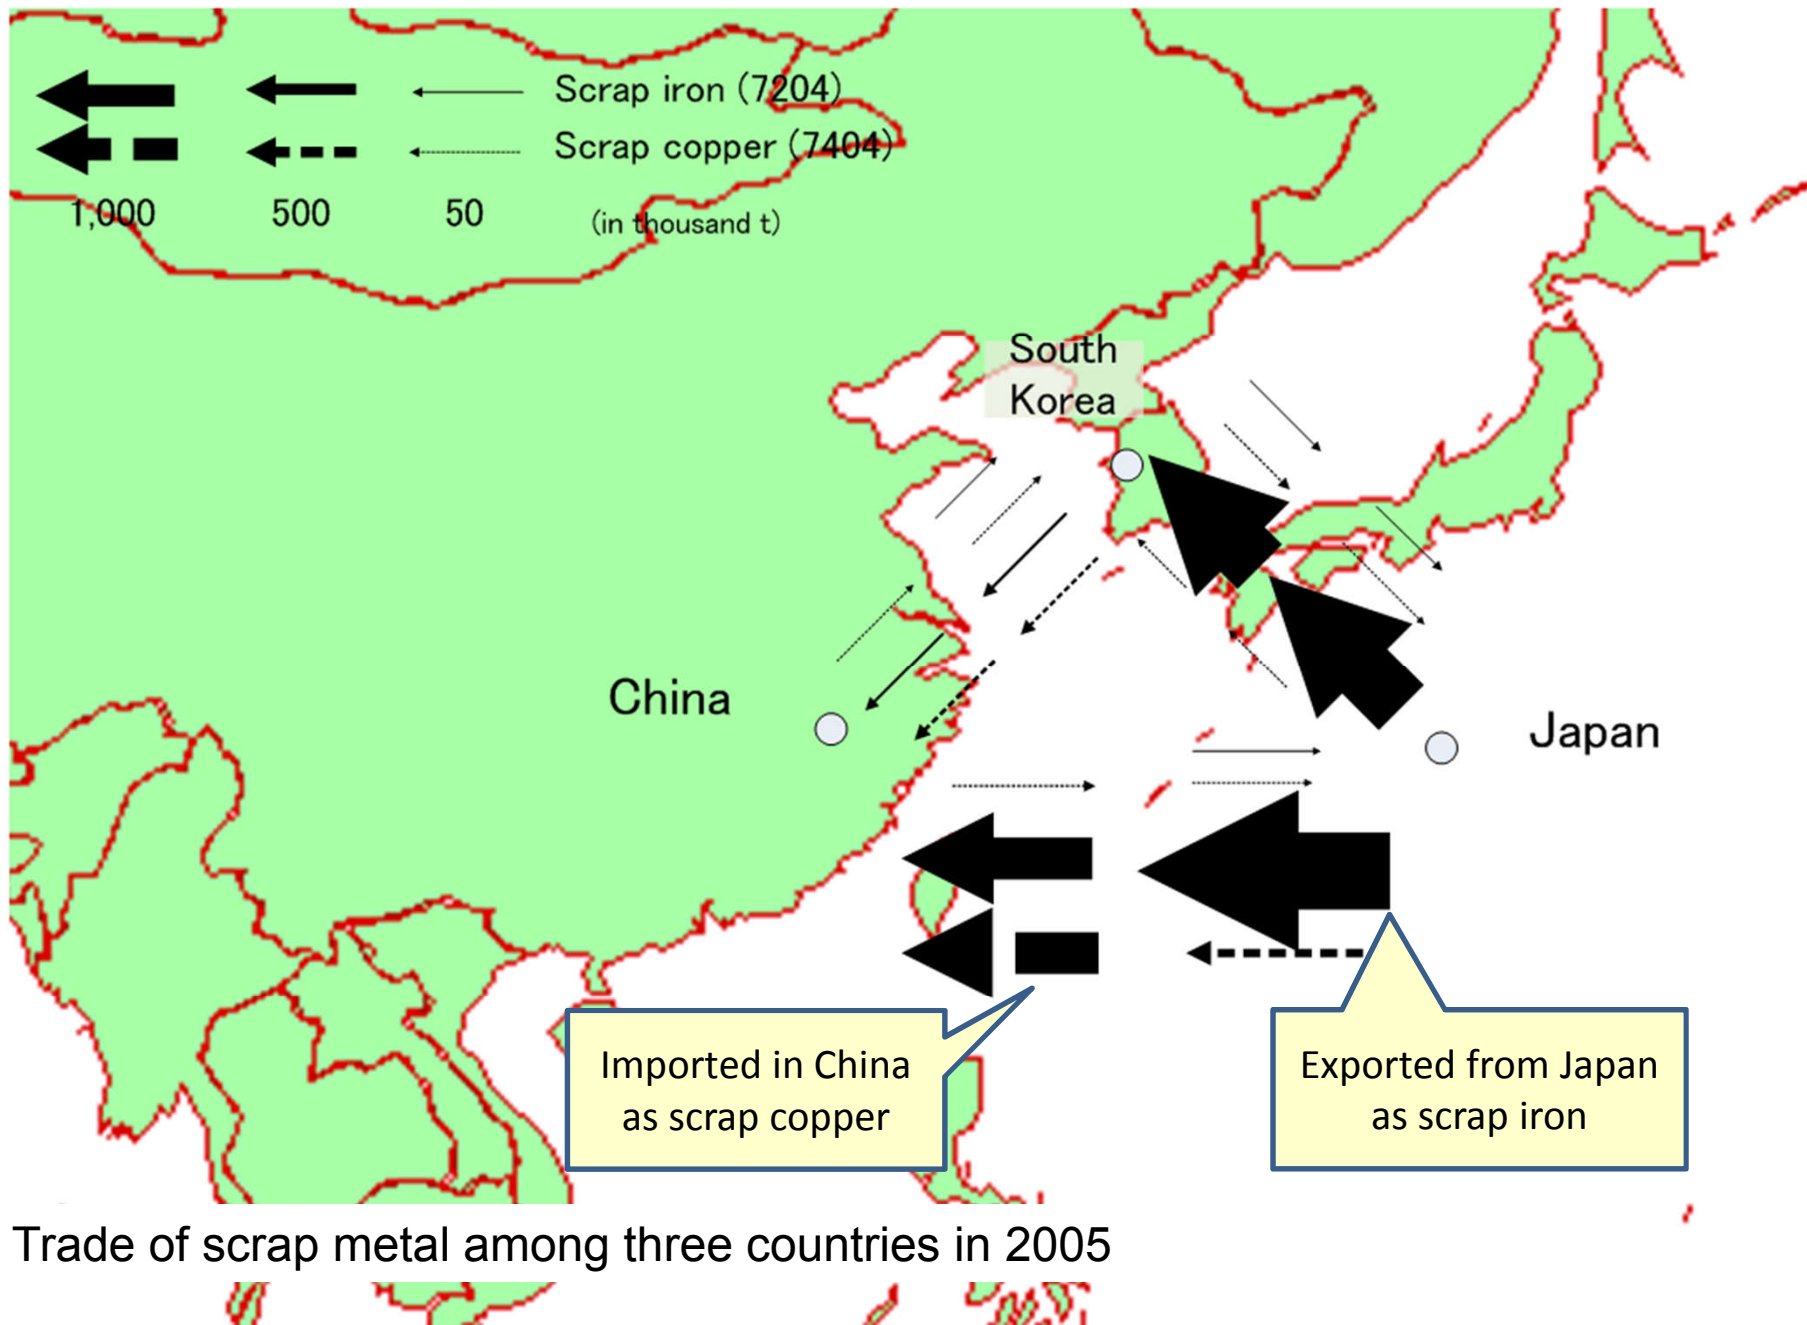 Scrap iron (7204)
Scrap copper (7404)
1,000 500 50 (in thousand t)
South
Korea
China
Japan
Imported in China
as scrap copper
Exported from Japan
as scrap iron
Trade of scrap metal among three countries in 2005